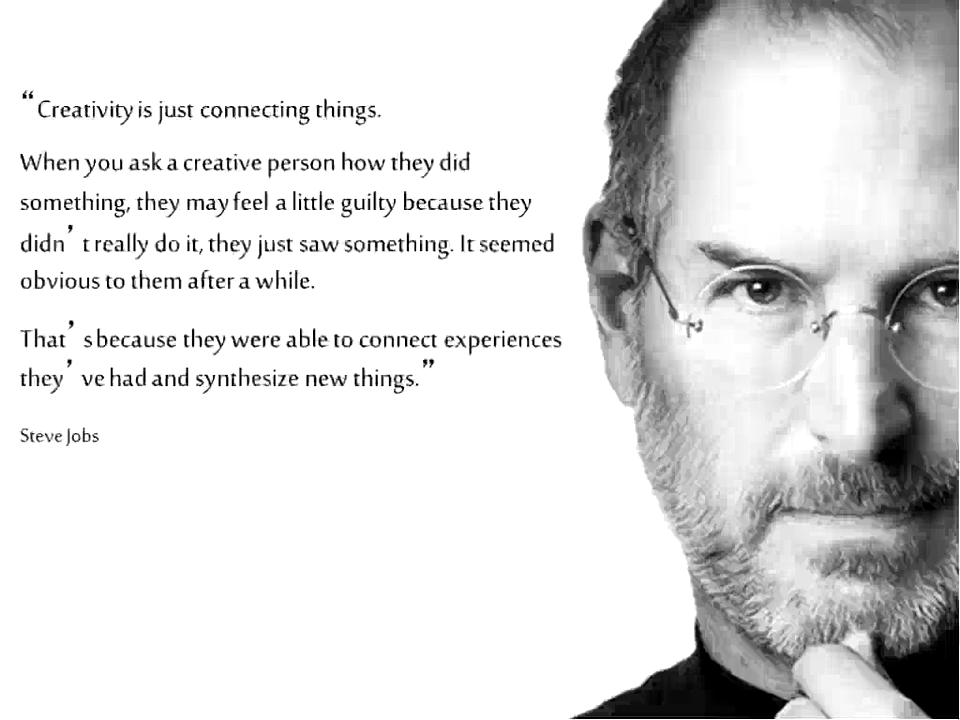 “Creativity is just connecting things.
When you ask a creative person how they did
something, they may feel a little guilty because they
didn’ t really do it, they just saw something. It seemed
obvious to them after a while.
That’ s because they were able to connect experiences
they’ ve had and synthesize new things.”
Steve Jobs